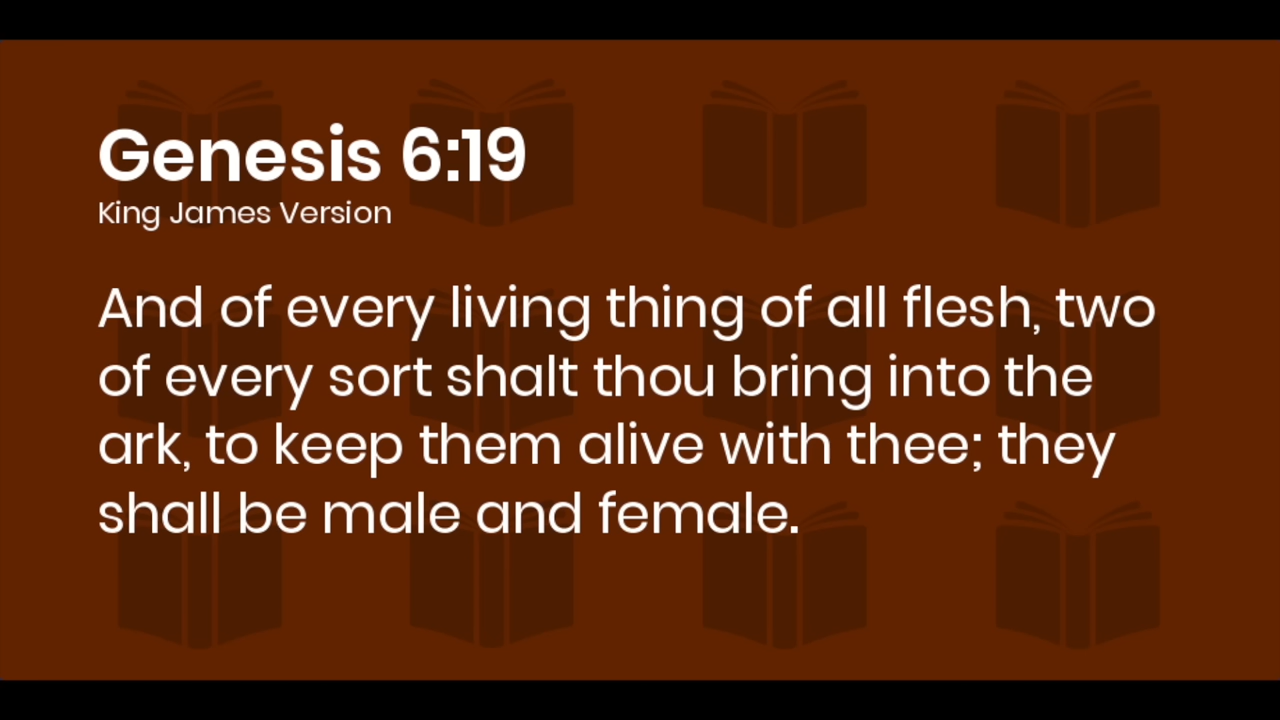 Genesis 6:19
King James Version
And of every living thing of all flesh, two
of every sort shalt thou bring into the
ark, to keep them alive with thee; they
shall be male and female.